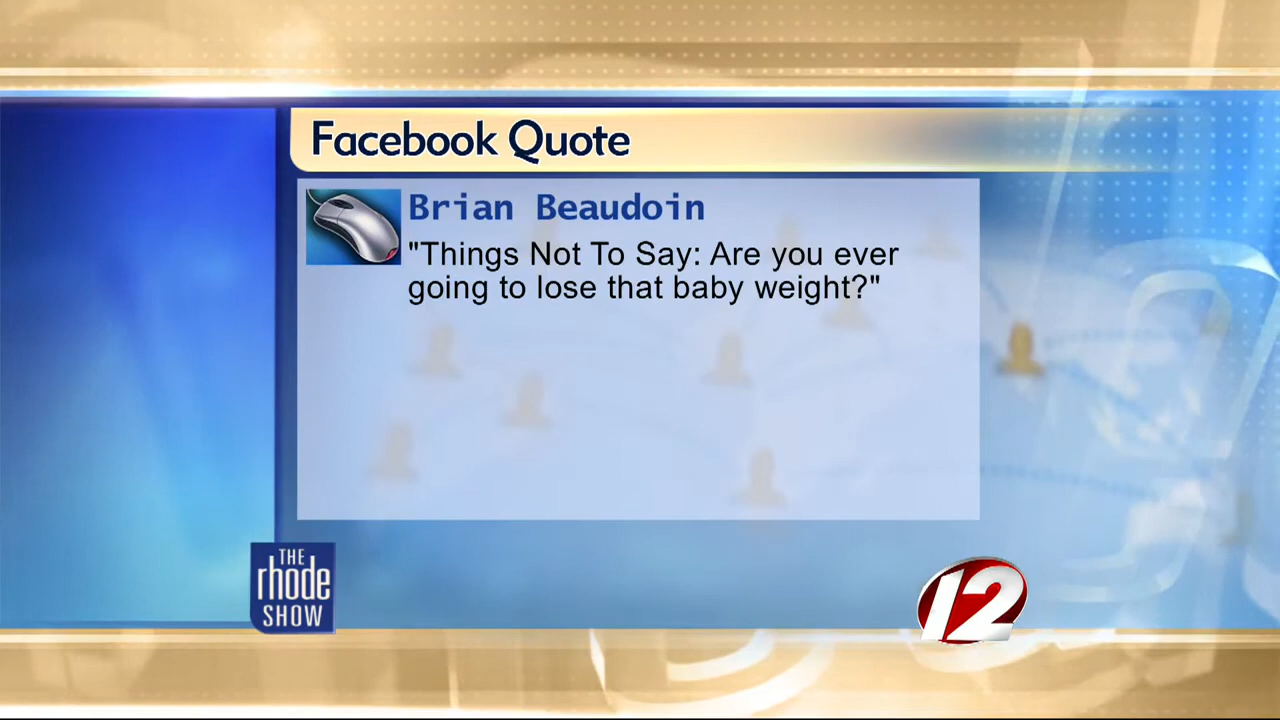 Facebook Quote
Brian Beaudoin
"Things Not To Say: Are you ever
going to lose that baby weight?"
THE
rhode
SHOW
12